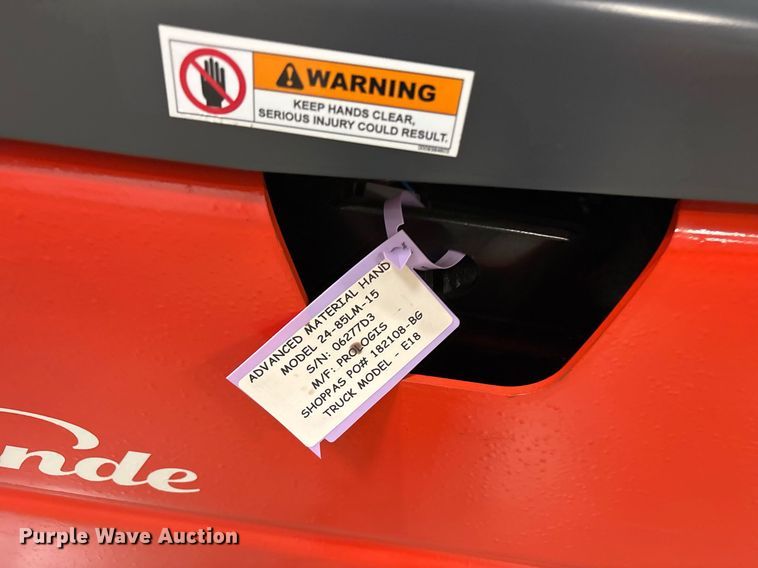 WARNING
KEEP HANDS CLEAR,
SERIOUS INJURY COULD RESULT.
ADVANCED MATERIAL HAND
MODEL 24-85LM-15
S/N: 06277D3
M/F: PROLOGIS
SHOPPAS PO# 182108-BG
TRUCK MODEL - E18
nde
Purple Wave Auction